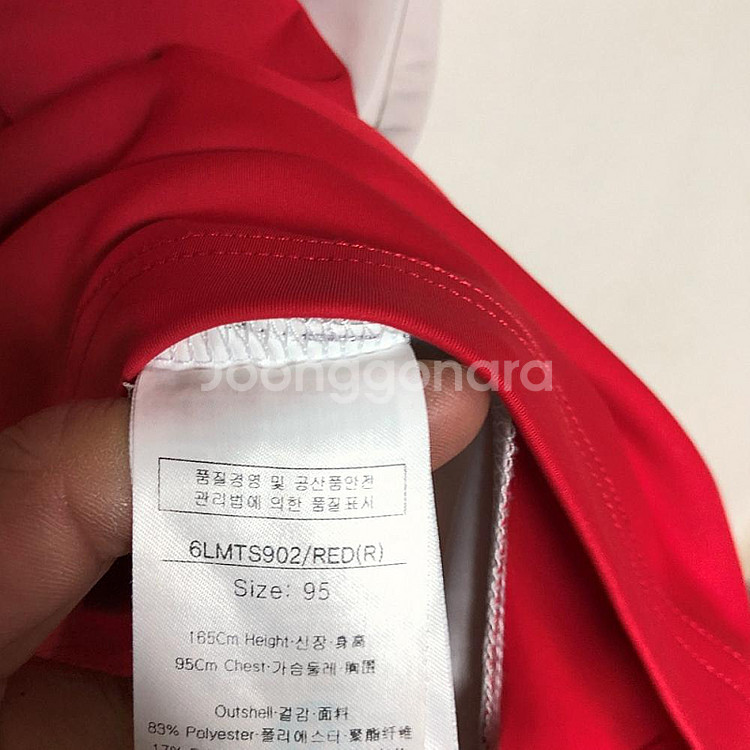 Joonggonara
품질경영 및 공산품안전
관리법에 의한 품질표시
6LMTS902/RED(R)
Size: 95
165Cm Height·신장·身高
95Cm Chest·가슴둘레·胸圍
Outshell·겉감·面料
83% Polyester·폴리에스터·聚酯纤维
17%